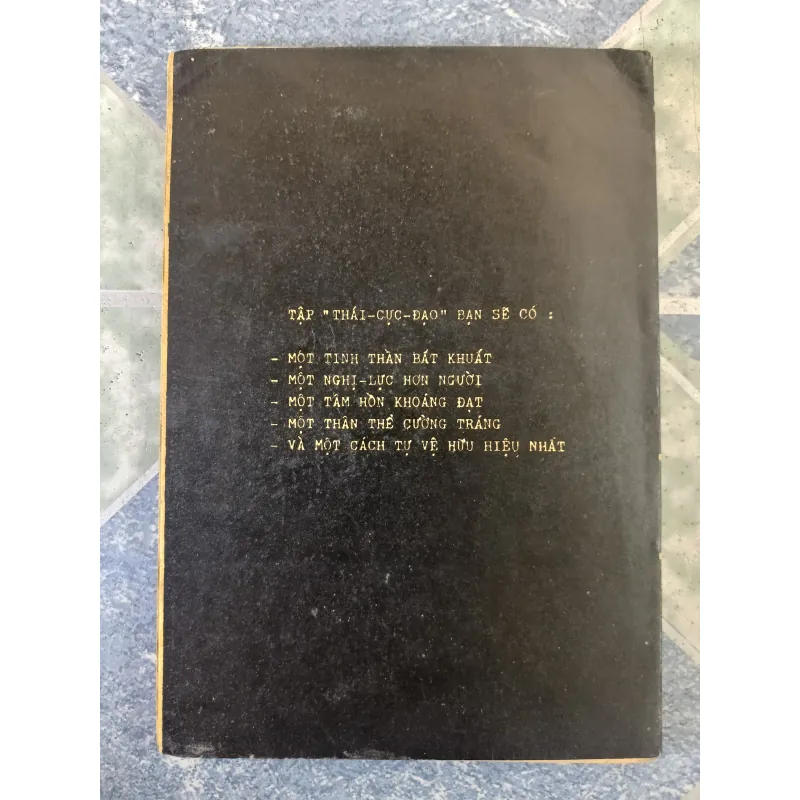 TẬP "THÁI-CỰC-ĐẠO" BẠN SẼ CÓ :
- MỘT TINH THẦN BẤT KHUẤT
- MỘT NGHỊ-LỰC HƠN NGƯỜI
- MỘT TÂM HỒN KHOÁNG ĐẠT
- MỘT THÂN THỂ CƯỜNG TRÁNG
- VÀ MỘT CÁCH TỰ VỆ HỮU HIỆU NHẤT